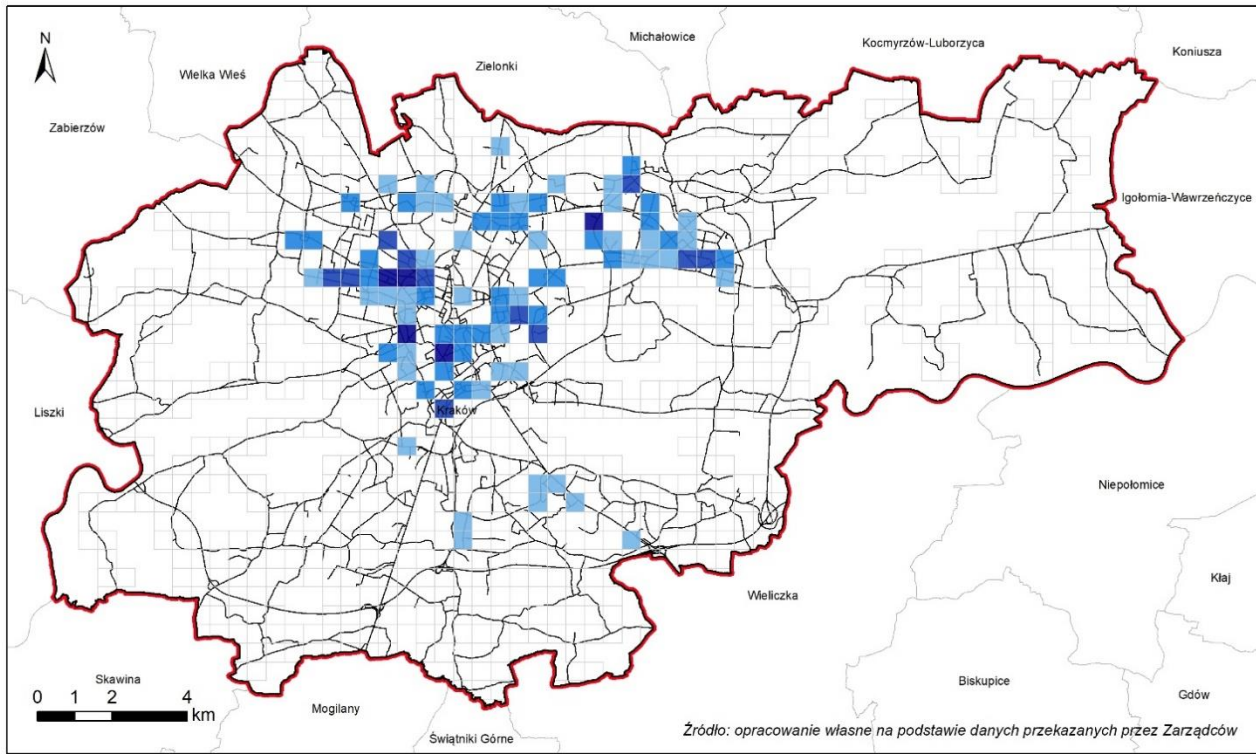 N
Michałowice
Kocmyrzów-Luborzyca
Koniusza
Zielonki
Wielka Wieś
Zabierzów
Igołomia-Wawrzeńczyce
Liszki
Kraków
Niepołomice
Kłaj
Wieliczka
Skawina
Biskupice
Gdów
0 1 2 4
km
Mogilany
Świątniki Górne
Źródło: opracowanie własne na podstawie danych przekazanych przez Zarządców